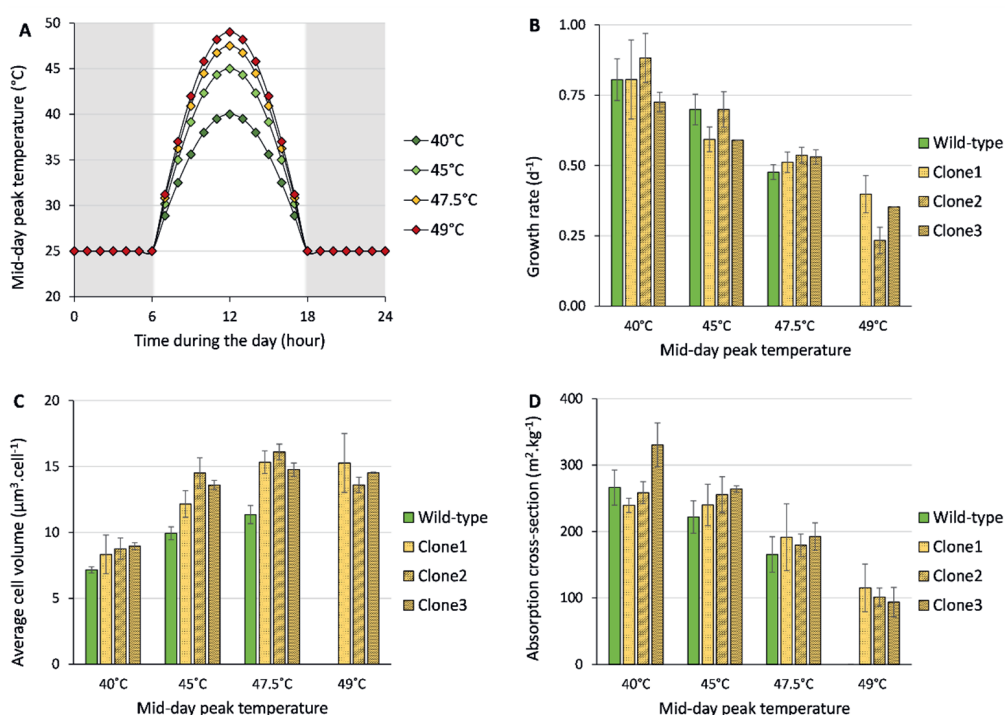 A
Mid-day peak temperature (°C)
50
45
40
35
30
25
20
0 6 12 18 24
Time during the day (hour)
40°C
45°C
47.5°C
49°C
B
Growth rate (d⁻¹)
1.00
0.75
0.50
0.25
0.00
40°C 45°C 47.5°C 49°C
Mid-day peak temperature
Wild-type
Clone1
Clone2
Clone3
C
Average cell volume (µm³.cell⁻¹)
20
15
10
5
0
40°C 45°C 47.5°C 49°C
Mid-day peak temperature
Wild-type
Clone1
Clone2
Clone3
D
Absorption cross-section (m².kg⁻¹)
400
300
200
100
0
40°C 45°C 47.5°C 49°C
Mid-day peak temperature
Wild-type
Clone1
Clone2
Clone3